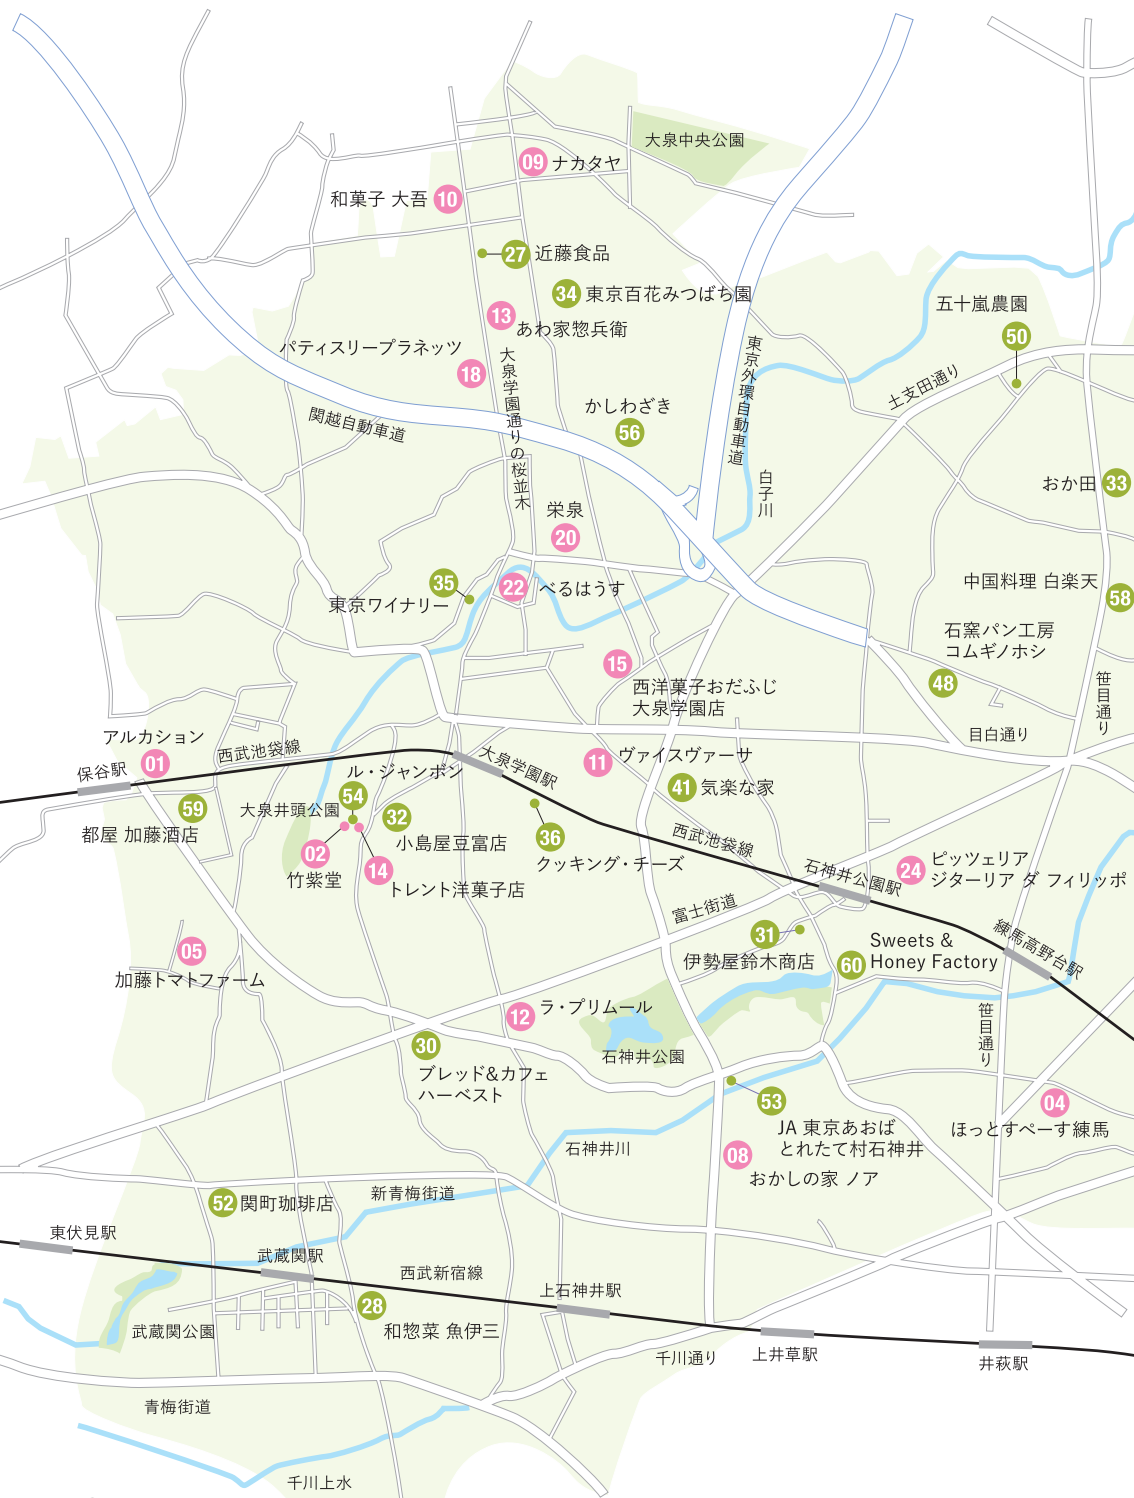 大泉中央公園
09 ナカタヤ
和菓子 大吾 10
27 近藤食品
34 東京百花みつばち園
五十嵐農園
50
13
あわ家惣兵衛
パティスリープラネッツ
18
大泉学園通りの桜並木
東京外環自動車道
土支田通り
かしわざき
56
関越自動車道
白子川
おか田 33
栄泉
20
35
東京ワイナリー
22 べるはうす
中国料理 白楽天
58
石窯パン工房
コムギノホシ
48
15
西洋菓子おだふじ
大泉学園店
笹目通り
目白通り
アルカション
01
保谷駅
西武池袋線
大泉学園駅
11 ヴァイスヴァーサ
41 気楽な家
ル・ジャンボン
54
大泉井頭公園
59
都屋 加藤酒店
32
小島屋豆富店
02
竹紫堂
14
トレント洋菓子店
36
クッキング・チーズ
西武池袋線
石神井公園駅
24 ピッツェリア
ジターリア ダ フィリッポ
富士街道
31
伊勢屋鈴木商店
練馬高野台駅
60 Sweets &
Honey Factory
05
加藤トマトファーム
12 ラ・プリムール
石神井公園
笹目通り
30
ブレッド&カフェ
ハーベスト
53
JA 東京あおば
とれたて村石神井
04
ほっとすぺーす練馬
石神井川
08
おかしの家 ノア
52 関町珈琲店
新青梅街道
東伏見駅
武蔵関駅
西武新宿線
上石神井駅
28
和惣菜 魚伊三
武蔵関公園
千川通り
上井草駅
井萩駅
青梅街道
千川上水